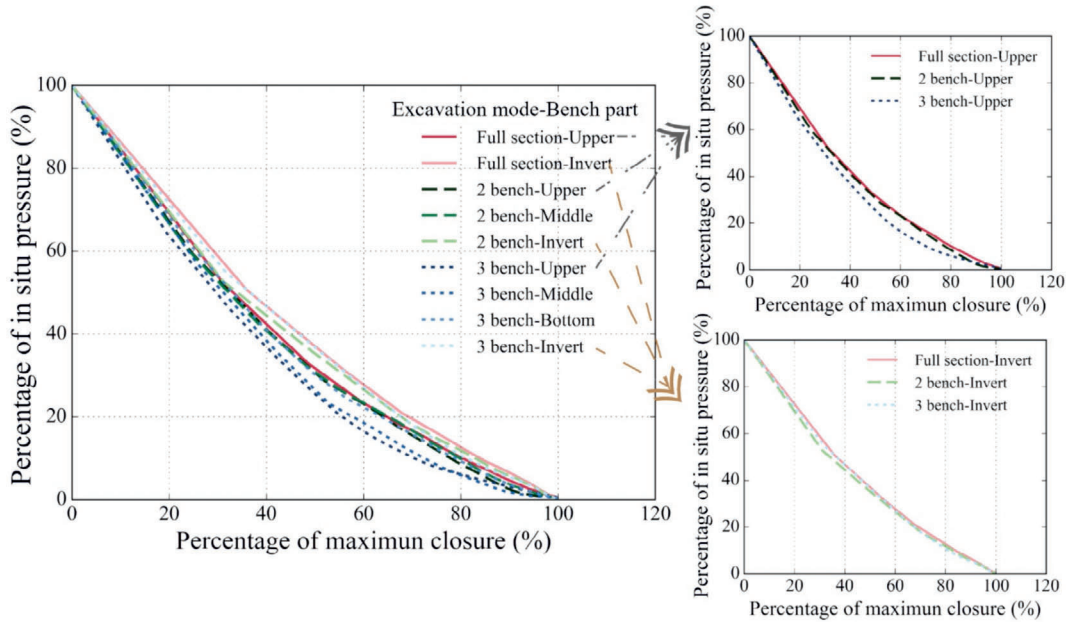 Percentage of in situ pressure (%)
100
80
60
40
20
0
0 20 40 60 80 100 120
Percentage of maximun closure (%)
Excavation mode-Bench part
Full section-Upper
Full section-Invert
2 bench-Upper
2 bench-Middle
2 bench-Invert
3 bench-Upper
3 bench-Middle
3 bench-Bottom
3 bench-Invert
Percentage of in situ pressure (%)
100
80
60
40
20
0
0 20 40 60 80 100 120
Percentage of maximun closure (%)
Full section-Upper
2 bench-Upper
3 bench-Upper
Percentage of in situ pressure (%)
100
80
60
40
20
0
0 20 40 60 80 100 120
Percentage of maximun closure (%)
Full section-Invert
2 bench-Invert
3 bench-Invert